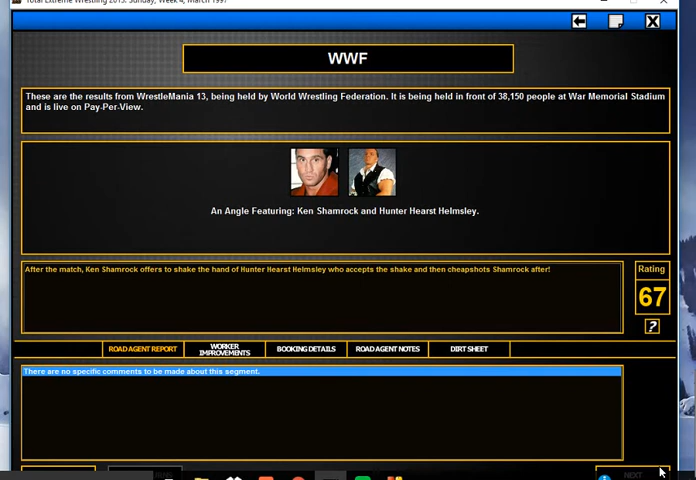 Total Extreme Wrestling 2013: Sunday, Week 4, March 1997
WWF
These are the results from WrestleMania 13, being held by World Wrestling Federation. It is being held in front of 38,150 people at War Memorial Stadium
and is live on Pay-Per-View.
An Angle Featuring: Ken Shamrock and Hunter Hearst Helmsley.
After the match, Ken Shamrock offers to shake the hand of Hunter Hearst Helmsley who accepts the shake and then cheapshots Shamrock after!
Rating
67
?
ROAD AGENT REPORT
WORKER
IMPROVEMENTS
BOOKING DETAILS
ROAD AGENT NOTES
DIRT SHEET
There are no specific comments to be made about this segment.
NEXT